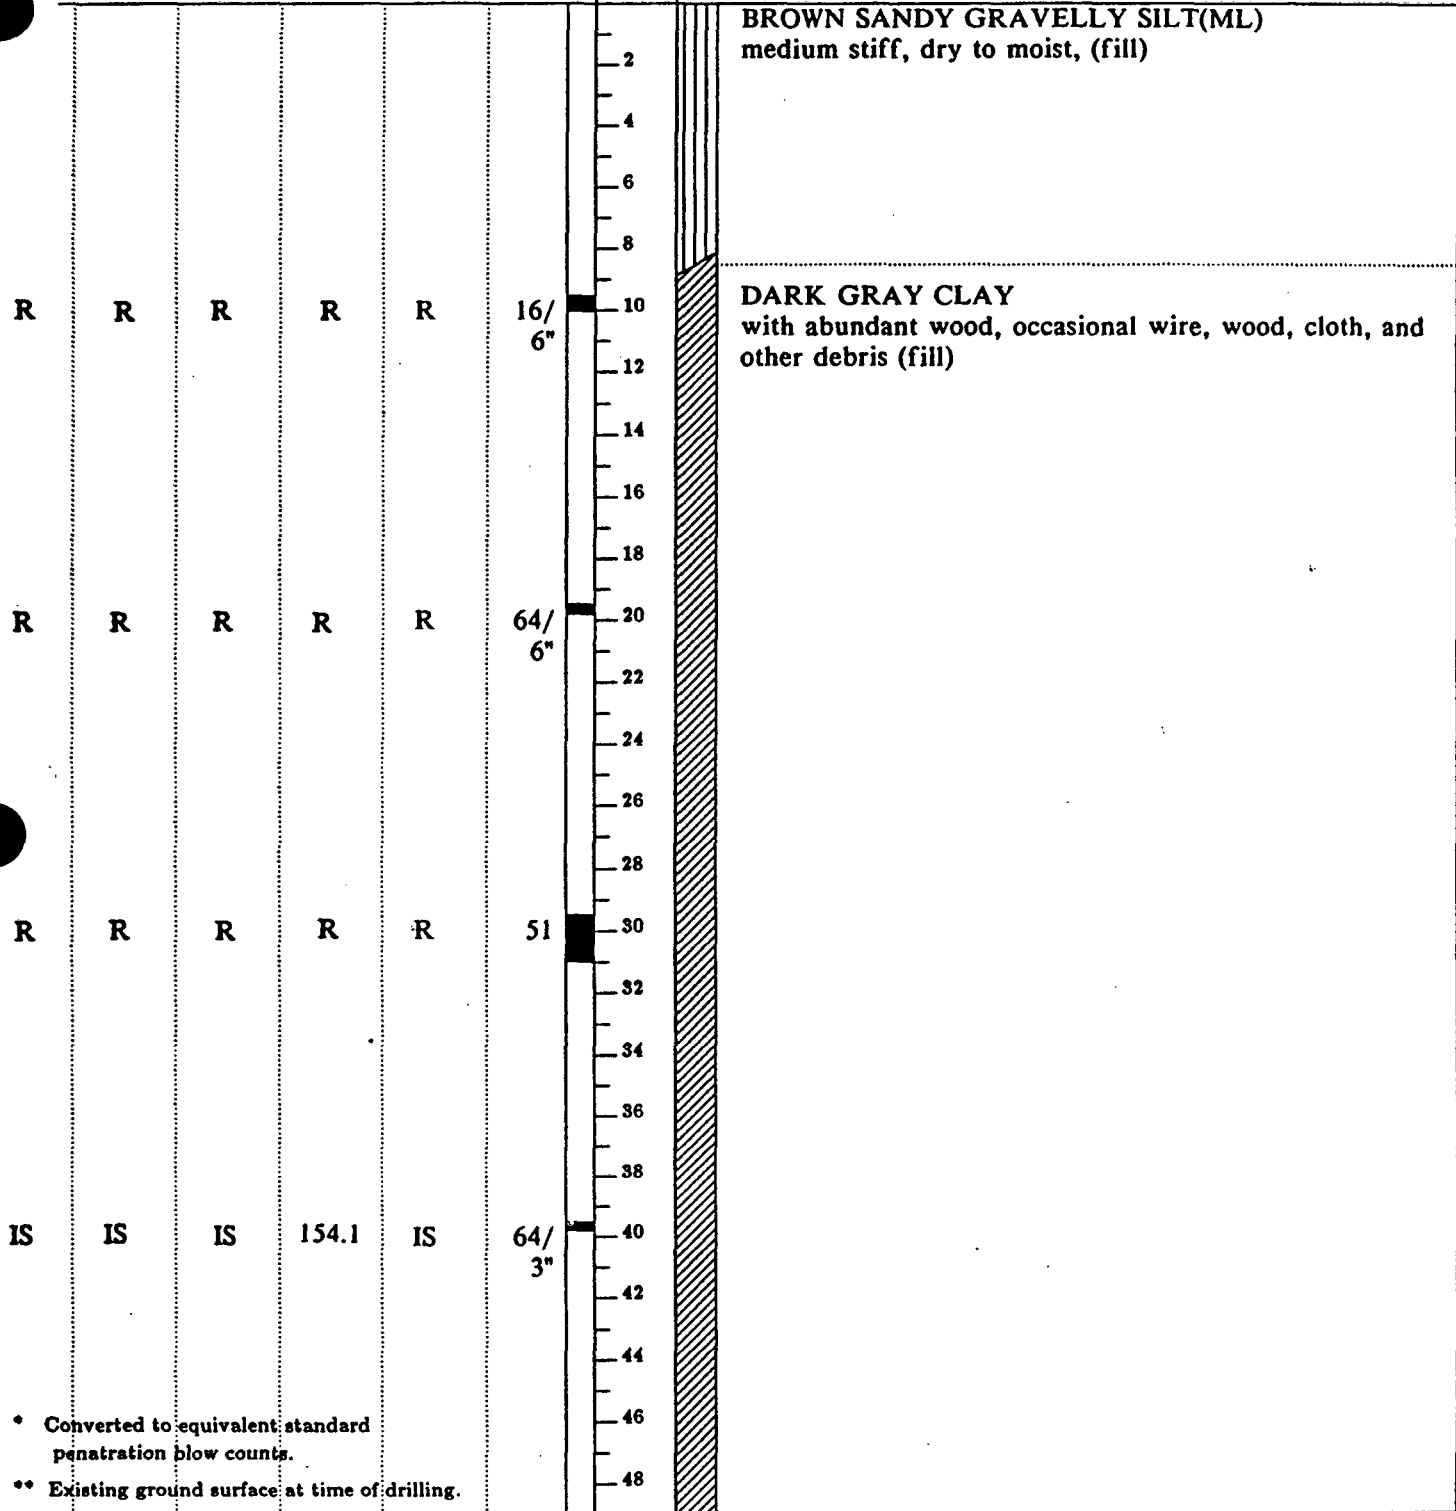 BROWN SANDY GRAVELLY SILT(ML)
medium stiff, dry to moist, (fill)
2
4
6
8
DARK GRAY CLAY
with abundant wood, occasional wire, wood, cloth, and
other debris (fill)
R R R R R 16/ 10
6"
12
14
16
18
R R R R R 64/ 20
6"
22
24
26
28
R R R R R 51 30
32
34
36
38
IS IS IS 154.1 IS 64/ 40
3"
42
44
46
48
* Converted to equivalent standard
penatration blow counts.
** Existing ground surface at time of drilling.